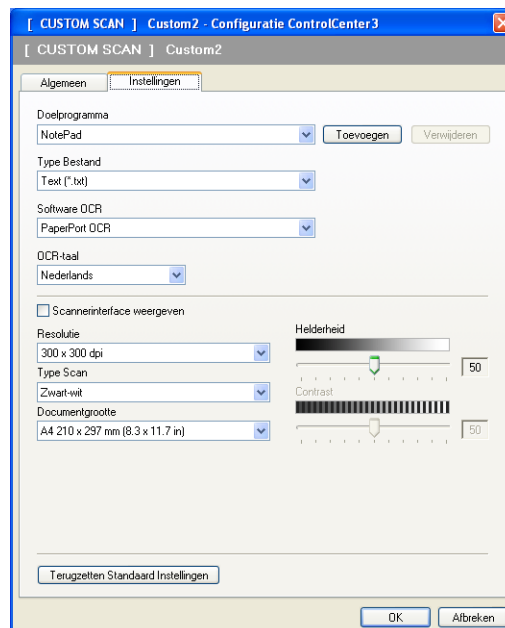 [ CUSTOM SCAN ] Custom2 - Configuratie ControlCenter3
[ CUSTOM SCAN ] Custom2
Algemeen Instellingen
Doelprogramma
NotePad Toevoegen Verwijderen
Type Bestand
Text (*.txt)
Software OCR
PaperPort OCR
OCR-taal
Nederlands
Scannerinterface weergeven
Resolutie Helderheid
300 x 300 dpi 50
Type Scan Contrast
Zwart-wit
Documentgrootte
A4 210 x 297 mm (8.3 x 11.7 in) 50
Terugzetten Standaard Instellingen
OK Afbreken